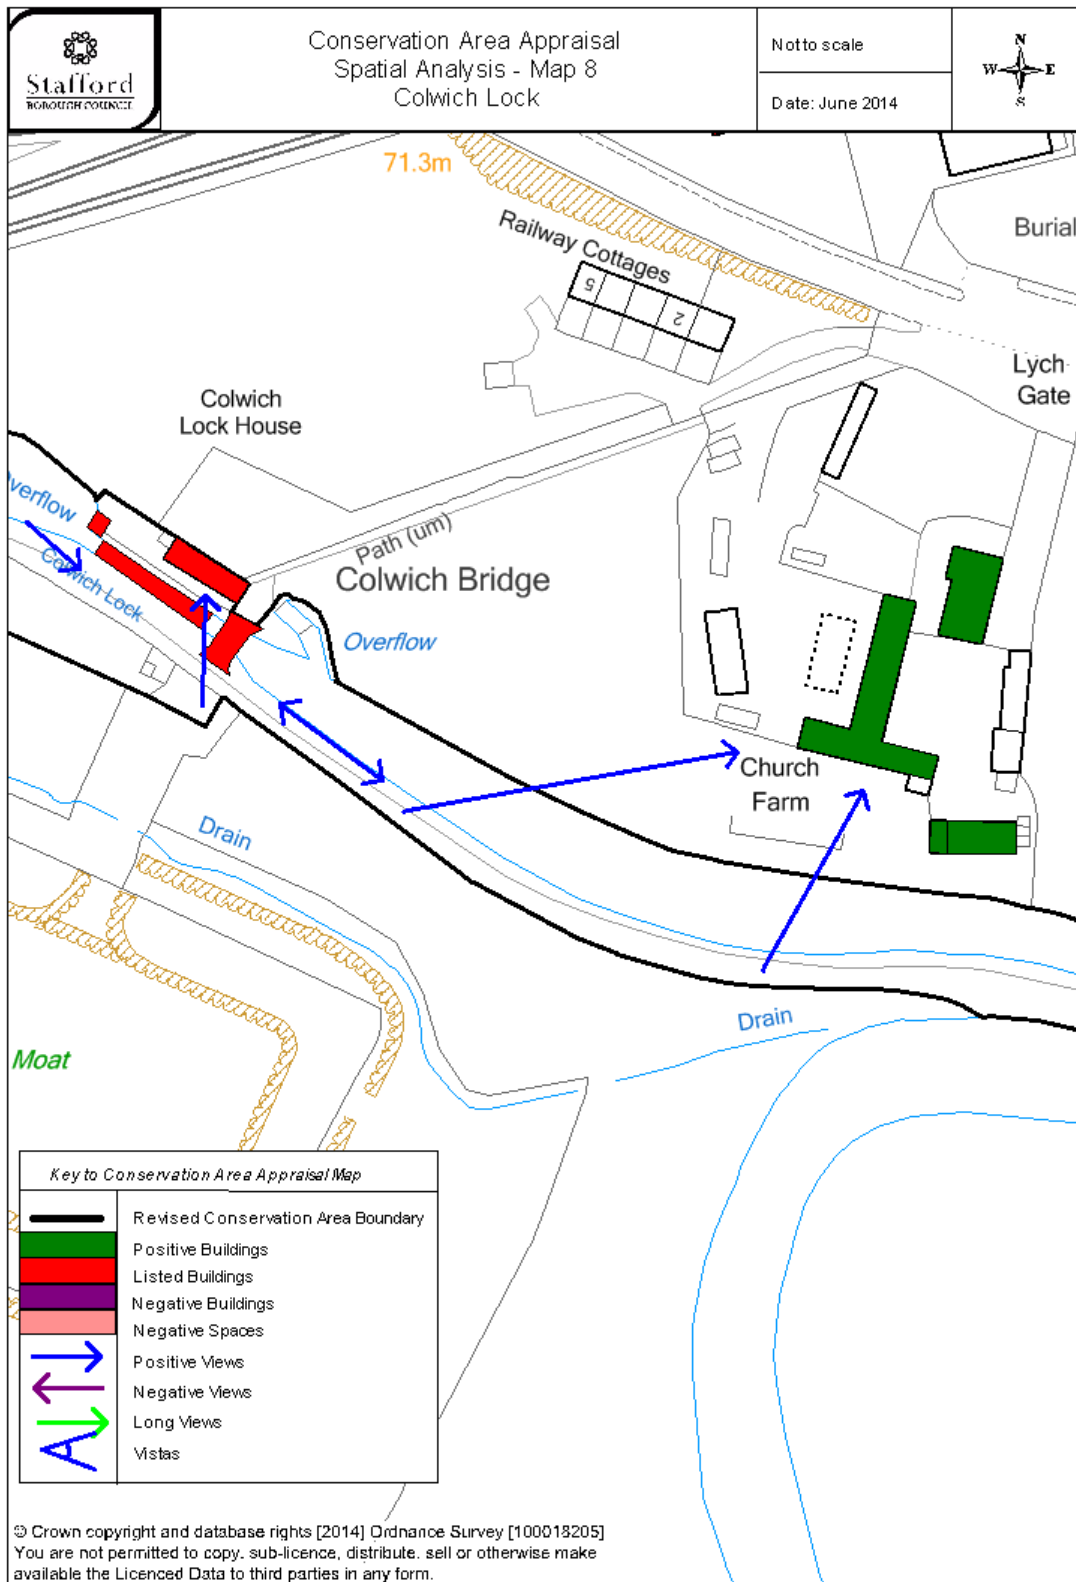 Stafford
BOROUGH COUNCIL
Conservation Area Appraisal
Spatial Analysis - Map 8
Colwich Lock
Not to scale
Date: June 2014
N
W E
S
71.3m
Railway Cottages
5
2
Burial
Lych
Gate
Colwich
Lock House
Overflow
Colwich Lock
Path (um)
Colwich Bridge
Overflow
Church
Farm
Drain
Drain
Moat
Key to Conservation Area Appraisal Map
Revised Conservation Area Boundary
Positive Buildings
Listed Buildings
Negative Buildings
Negative Spaces
Positive Views
Negative Views
Long Views
Vistas
© Crown copyright and database rights [2014] Ordnance Survey [100018205]
You are not permitted to copy, sub-licence, distribute, sell or otherwise make
available the Licenced Data to third parties in any form.